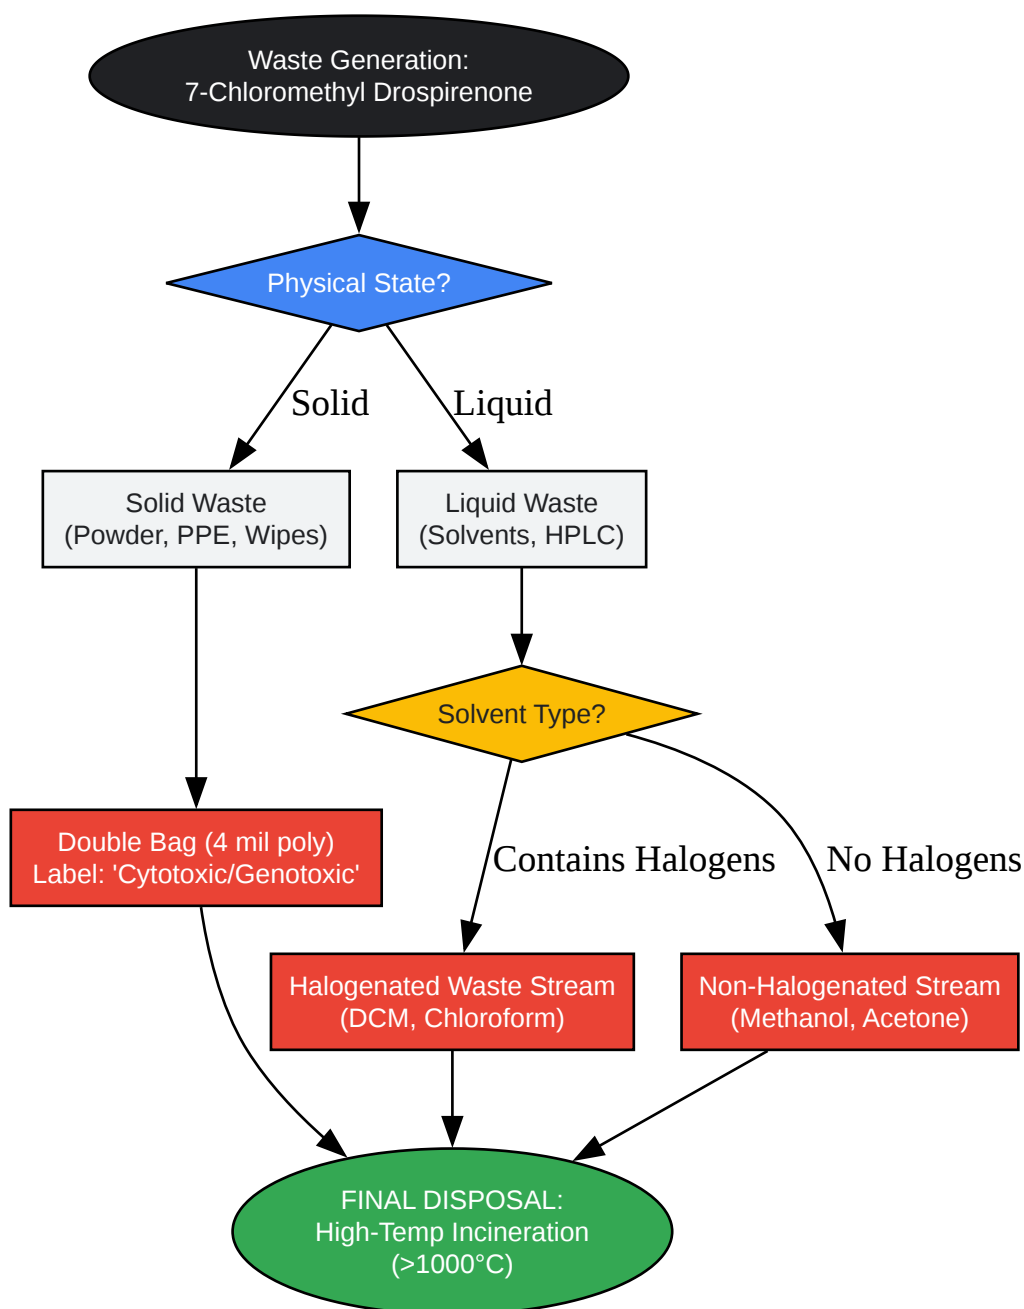 Waste Generation:
7-Chloromethyl Drospirenone
Physical State?
Solid
Liquid
Solid Waste
(Powder, PPE, Wipes)
Liquid Waste
(Solvents, HPLC)
Solvent Type?
Double Bag (4 mil poly)
Label: 'Cytotoxic/Genotoxic'
Contains Halogens
No Halogens
Halogenated Waste Stream
(DCM, Chloroform)
Non-Halogenated Stream
(Methanol, Acetone)
FINAL DISPOSAL:
High-Temp Incineration
(>1000°C)